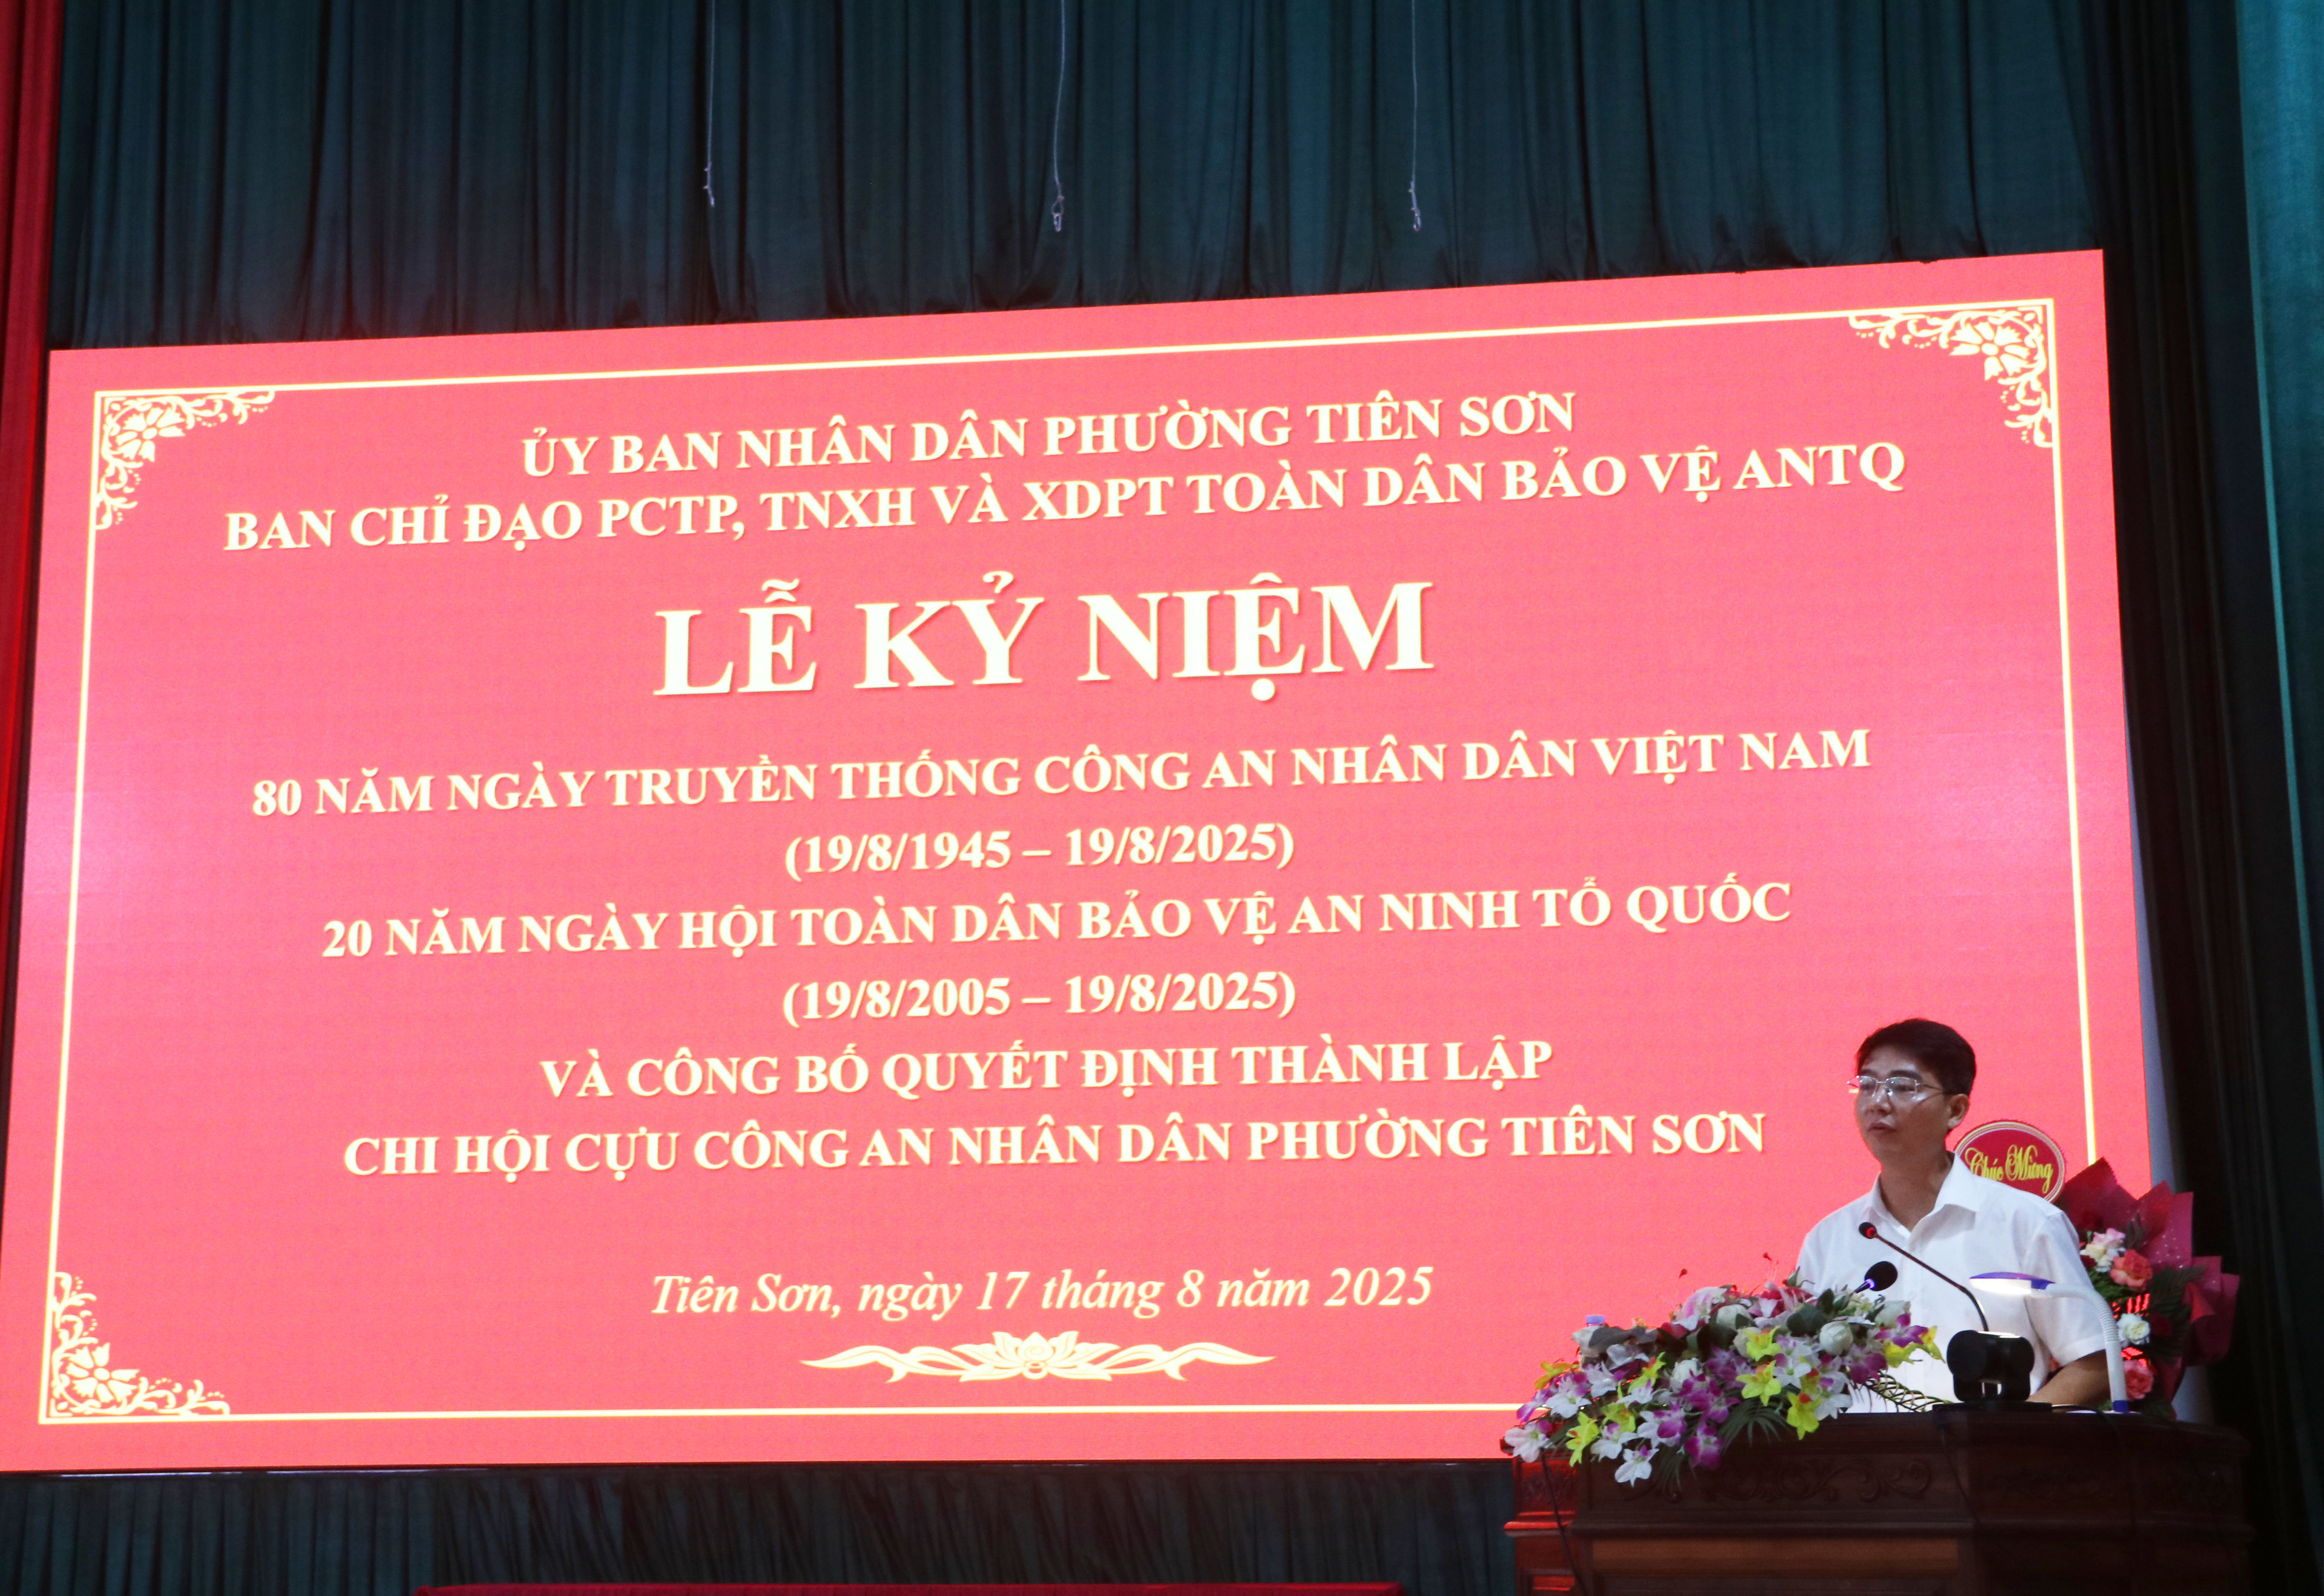 ỦY BAN NHÂN DÂN PHƯỜNG TIÊN SƠN
BAN CHỈ ĐẠO PCTP, TNXH VÀ XDPT TOÀN DÂN BẢO VỆ ANTQ
LỄ KỶ NIỆM
80 NĂM NGÀY TRUYỀN THỐNG CÔNG AN NHÂN DÂN VIỆT NAM
(19/8/1945 – 19/8/2025)
20 NĂM NGÀY HỘI TOÀN DÂN BẢO VỆ AN NINH TỔ QUỐC
(19/8/2005 – 19/8/2025)
VÀ CÔNG BỐ QUYẾT ĐỊNH THÀNH LẬP
CHI HỘI CỰU CÔNG AN NHÂN DÂN PHƯỜNG TIÊN SƠN
Tiên Sơn, ngày 17 tháng 8 năm 2025
Chúc Mừng